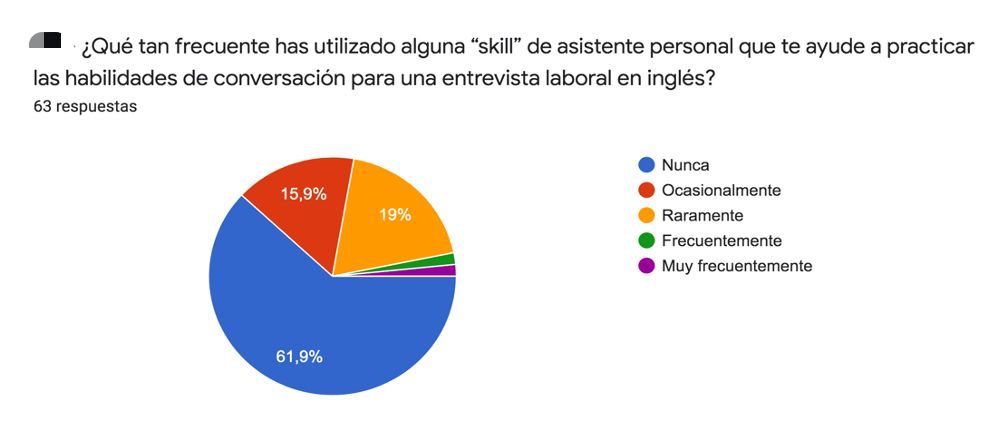 ¿Qué tan frecuente has utilizado alguna “skill” de asistente personal que te ayude a practicar
las habilidades de conversación para una entrevista laboral en inglés?
63 respuestas
15,9%
19%
61,9%
Nunca
Ocasionalmente
Raramente
Frecuentemente
Muy frecuentemente